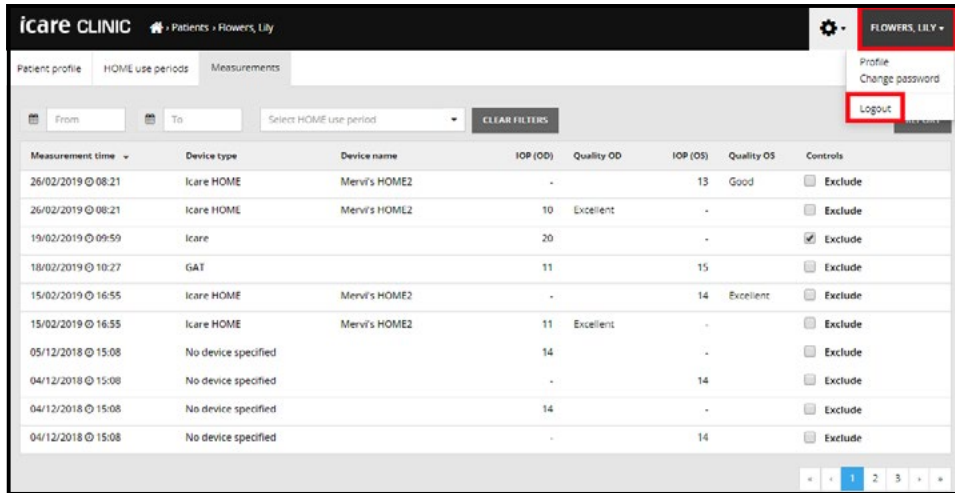 icare CLINIC › Patients › Flowers, Lily FLOWERS, LILY
Profile
Change password
Logout
Patient profile HOME use periods Measurements
From To Select HOME use period CLEAR FILTERS REPORT
Measurement time Device type Device name IOP (OD) Quality OD IOP (OS) Quality OS Controls
26/02/2019 08:21 Icare HOME Mervi's HOME2 - 13 Good Exclude
26/02/2019 08:21 Icare HOME Mervi's HOME2 10 Excellent - Exclude
19/02/2019 09:59 Icare 20 - Exclude
18/02/2019 10:27 GAT 11 15 Exclude
15/02/2019 16:55 Icare HOME Mervi's HOME2 - 14 Excellent Exclude
15/02/2019 16:55 Icare HOME Mervi's HOME2 11 Excellent - Exclude
05/12/2018 15:08 No device specified 14 - Exclude
04/12/2018 15:08 No device specified - 14 Exclude
04/12/2018 15:08 No device specified 14 - Exclude
04/12/2018 15:08 No device specified - 14 Exclude
« ‹ 1 2 3 › »